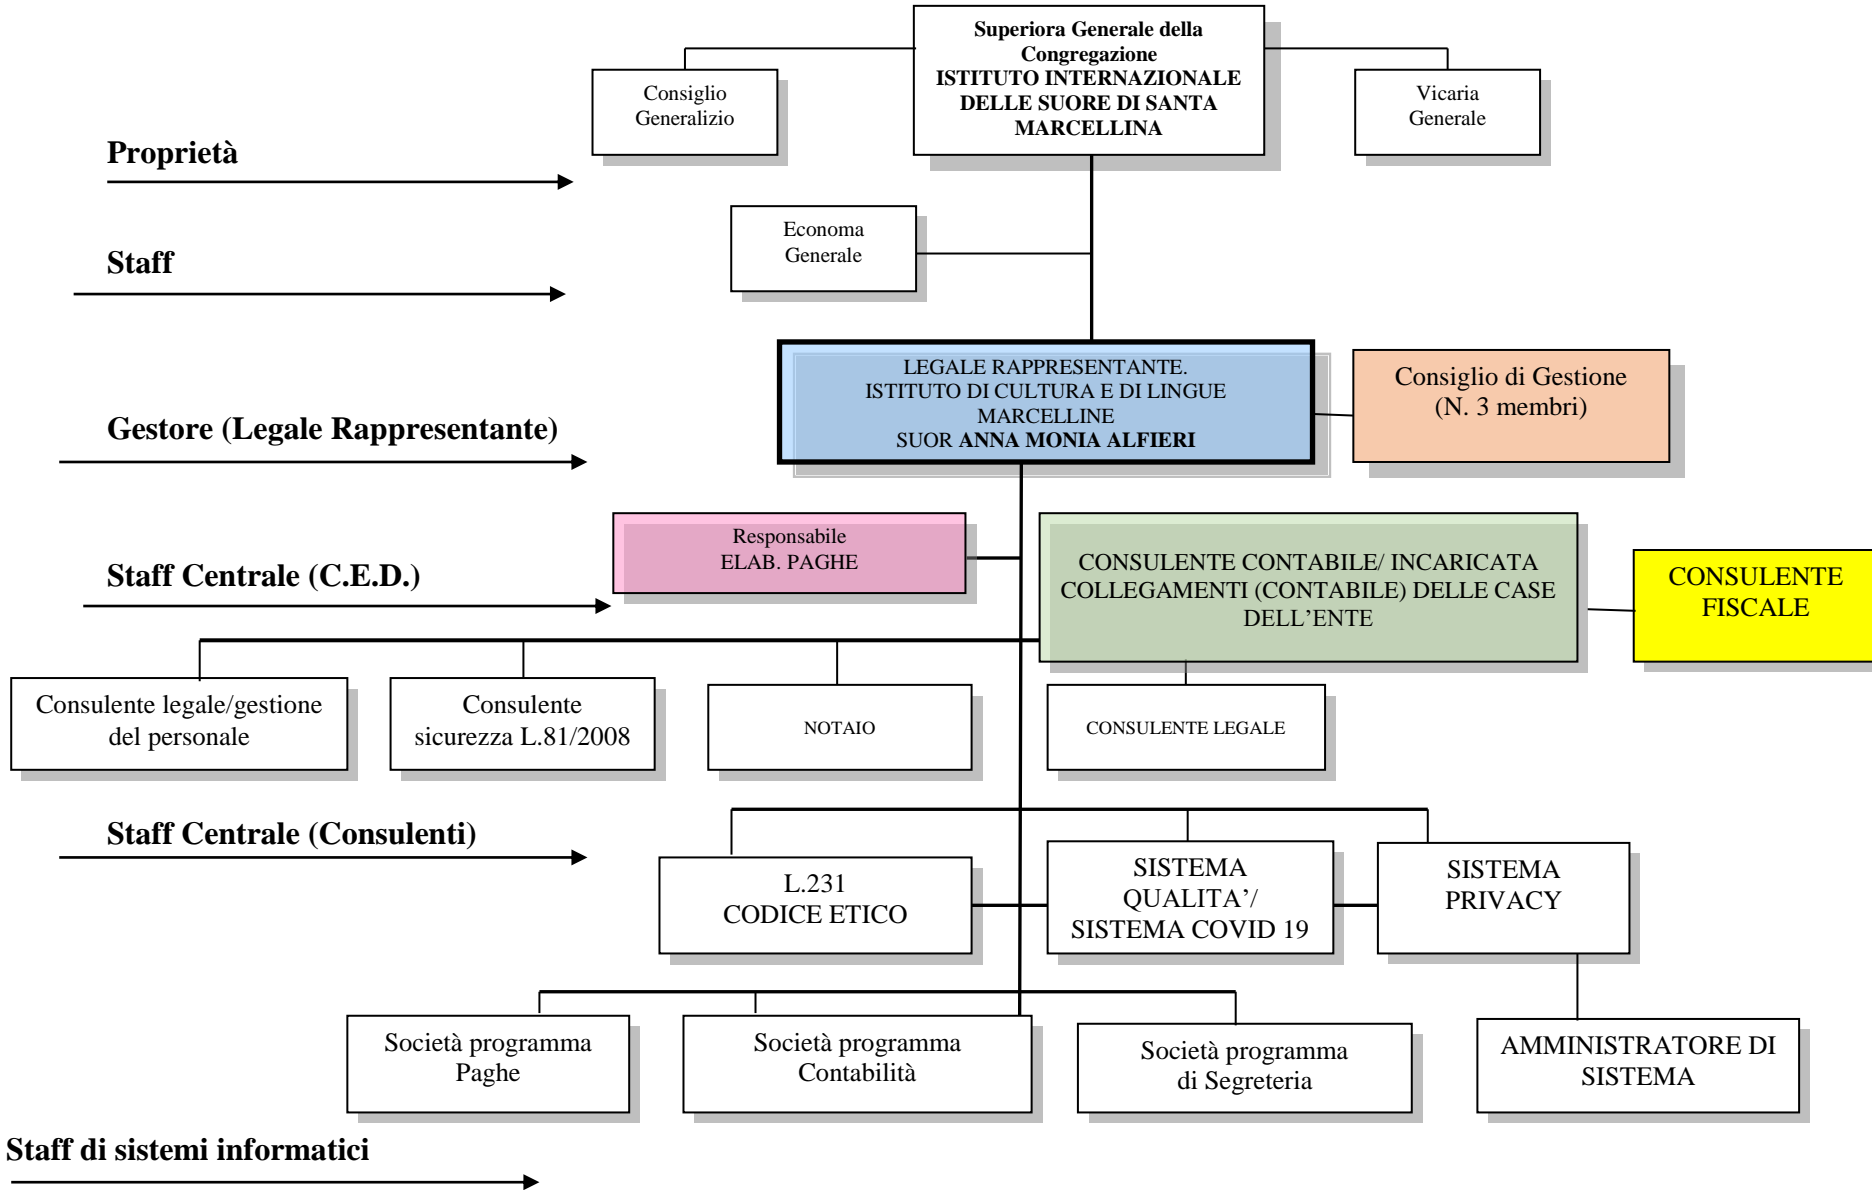 Superiora Generale della
Congregazione
ISTITUTO INTERNAZIONALE
DELLE SUORE DI SANTA
MARCELLINA
Consiglio
Generalizio
Vicaria
Generale
Proprietà
Economa
Generale
Staff
LEGALE RAPPRESENTANTE.
ISTITUTO DI CULTURA E DI LINGUE
MARCELLINE
SUOR ANNA MONIA ALFIERI
Consiglio di Gestione
(N. 3 membri)
Gestore (Legale Rappresentante)
Responsabile
ELAB. PAGHE
CONSULENTE CONTABILE/ INCARICATA
COLLEGAMENTI (CONTABILE) DELLE CASE
DELL’ENTE
CONSULENTE
FISCALE
Staff Centrale (C.E.D.)
Consulente legale/gestione
del personale
Consulente
sicurezza L.81/2008
NOTAIO
CONSULENTE LEGALE
Staff Centrale (Consulenti)
L.231
CODICE ETICO
SISTEMA
QUALITA’/
SISTEMA COVID 19
SISTEMA
PRIVACY
Società programma
Paghe
Società programma
Contabilità
Società programma
di Segreteria
AMMINISTRATORE DI
SISTEMA
Staff di sistemi informatici